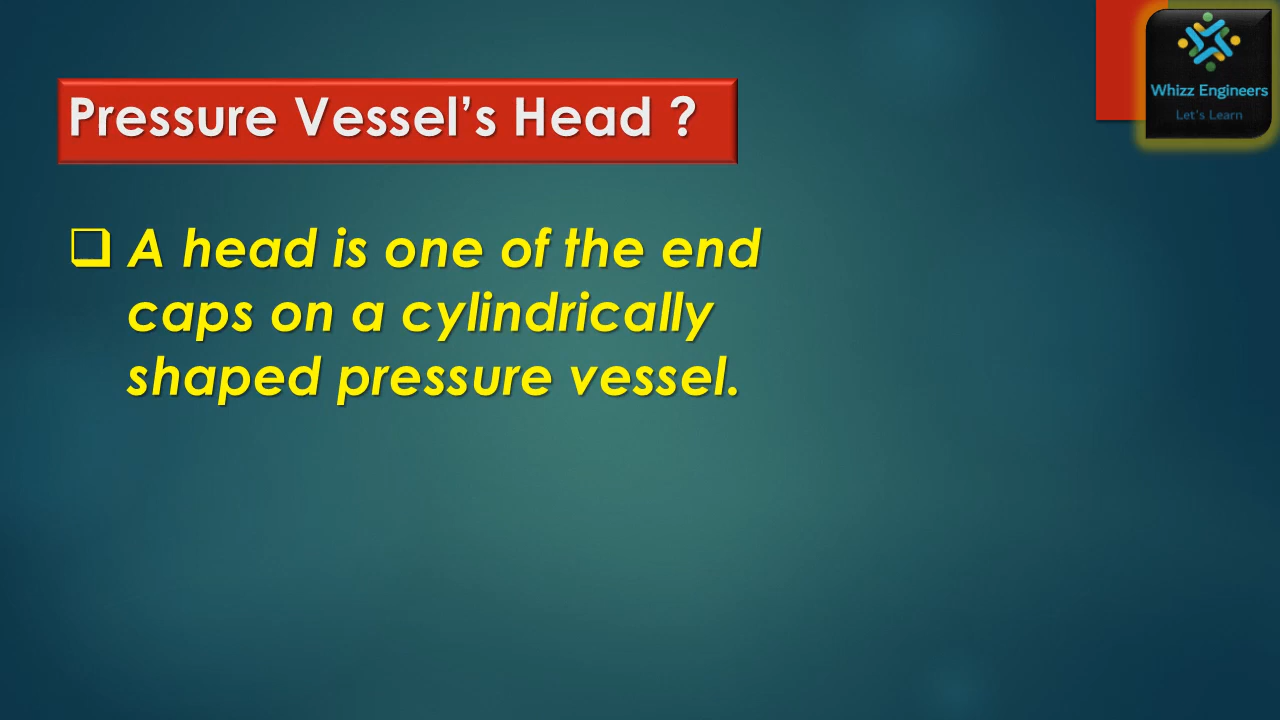 Whizz Engineers
Let's Learn
Pressure Vessel’s Head ?
A head is one of the end
caps on a cylindrically
shaped pressure vessel.